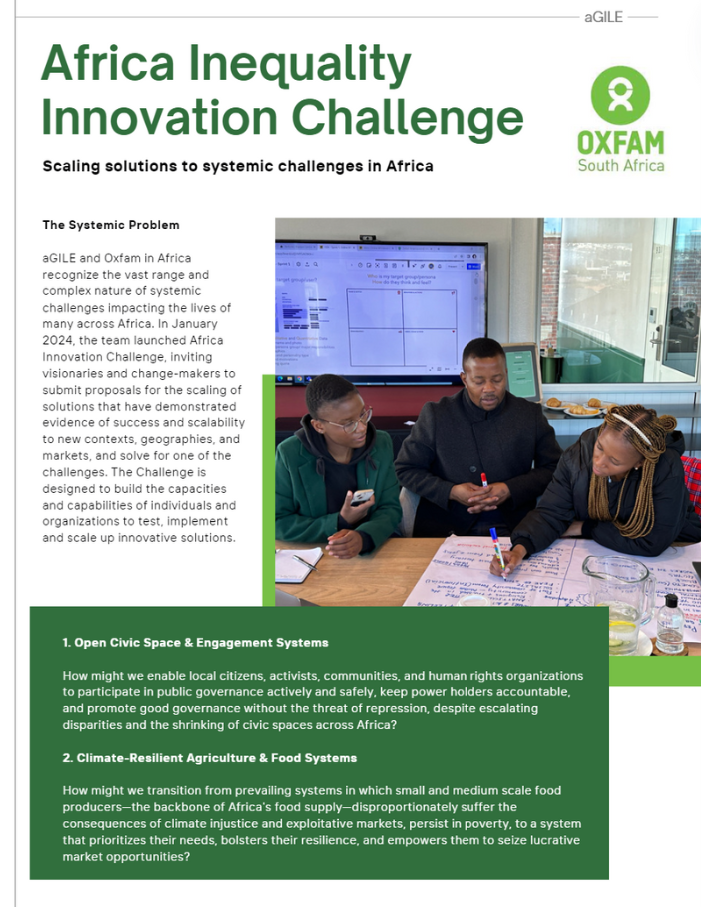 aGILE
Africa Inequality
Innovation Challenge
OXFAM
South Africa
Scaling solutions to systemic challenges in Africa
The Systemic Problem
aGILE and Oxfam in Africa
recognize the vast range and
complex nature of systemic
challenges impacting the lives of
many across Africa. In January
2024, the team launched Africa
Innovation Challenge, inviting
visionaries and change-makers to
submit proposals for the scaling of
solutions that have demonstrated
evidence of success and scalability
to new contexts, geographies, and
markets, and solve for one of the
challenges. The Challenge is
designed to build the capacities
and capabilities of individuals and
organizations to test, implement
and scale up innovative solutions.
is my target group/persona
How do they think and feel?
1. Open Civic Space & Engagement Systems
How might we enable local citizens, activists, communities, and human rights organizations
to participate in public governance actively and safely, keep power holders accountable,
and promote good governance without the threat of repression, despite escalating
disparities and the shrinking of civic spaces across Africa?
2. Climate-Resilient Agriculture & Food Systems
How might we transition from prevailing systems in which small and medium scale food
producers—the backbone of Africa's food supply—disproportionately suffer the
consequences of climate injustice and exploitative markets, persist in poverty, to a system
that prioritizes their needs, bolsters their resilience, and empowers them to seize lucrative
market opportunities?